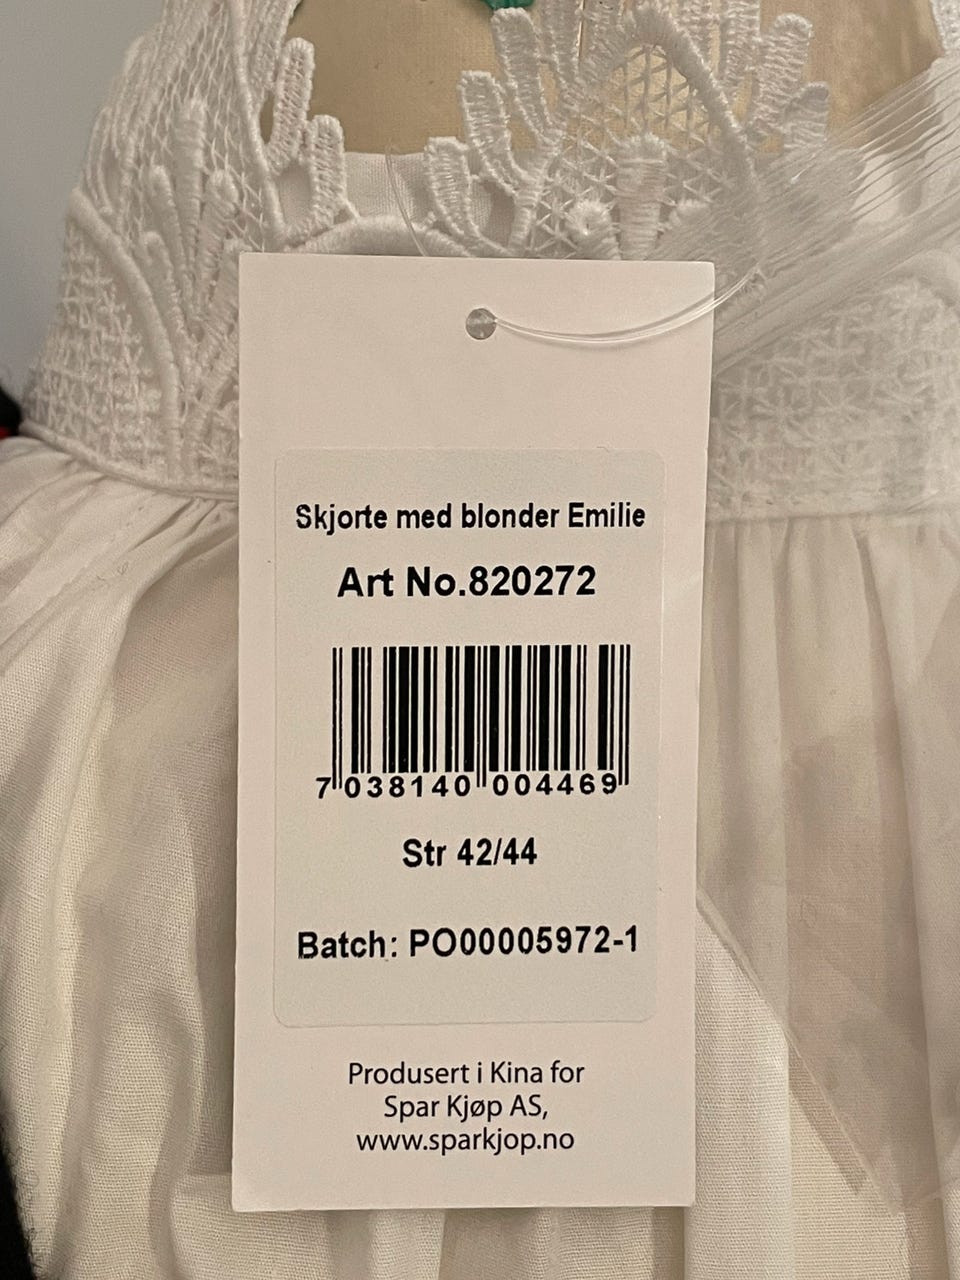 Skjorte med blonder Emilie
Art No.820272
7 038140 004469
Str 42/44
Batch: PO00005972-1
Produsert i Kina for
Spar Kjøp AS,
www.sparkjop.no